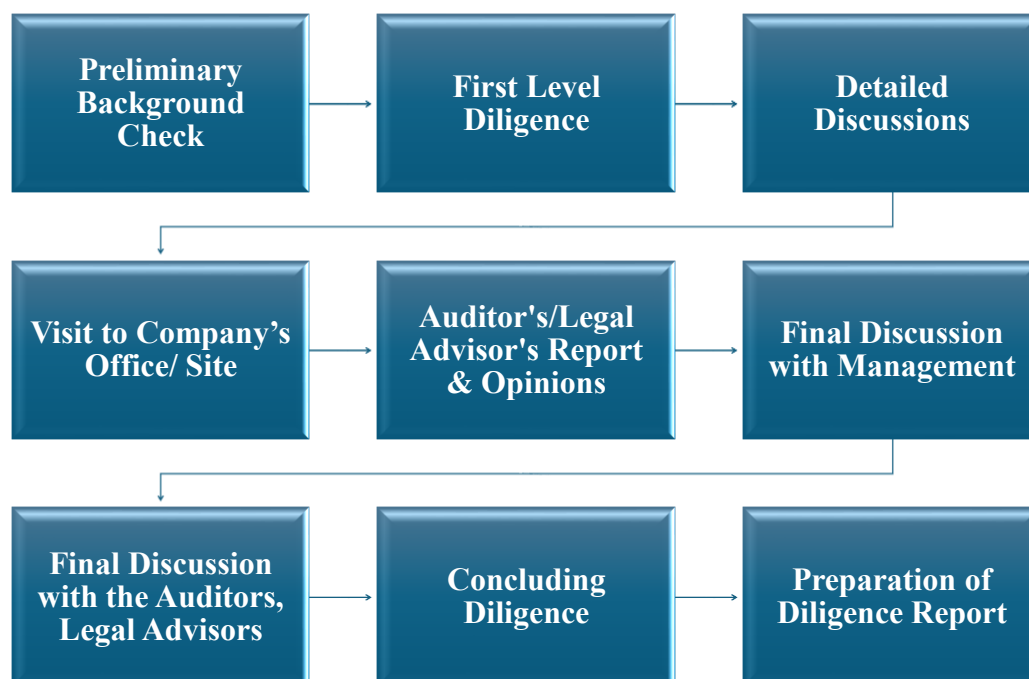 Preliminary
Background
Check
First Level
Diligence
Detailed
Discussions
Visit to Company’s
Office/ Site
Auditor's/Legal
Advisor's Report
& Opinions
Final Discussion
with Management
Final Discussion
with the Auditors,
Legal Advisors
Concluding
Diligence
Preparation of
Diligence Report